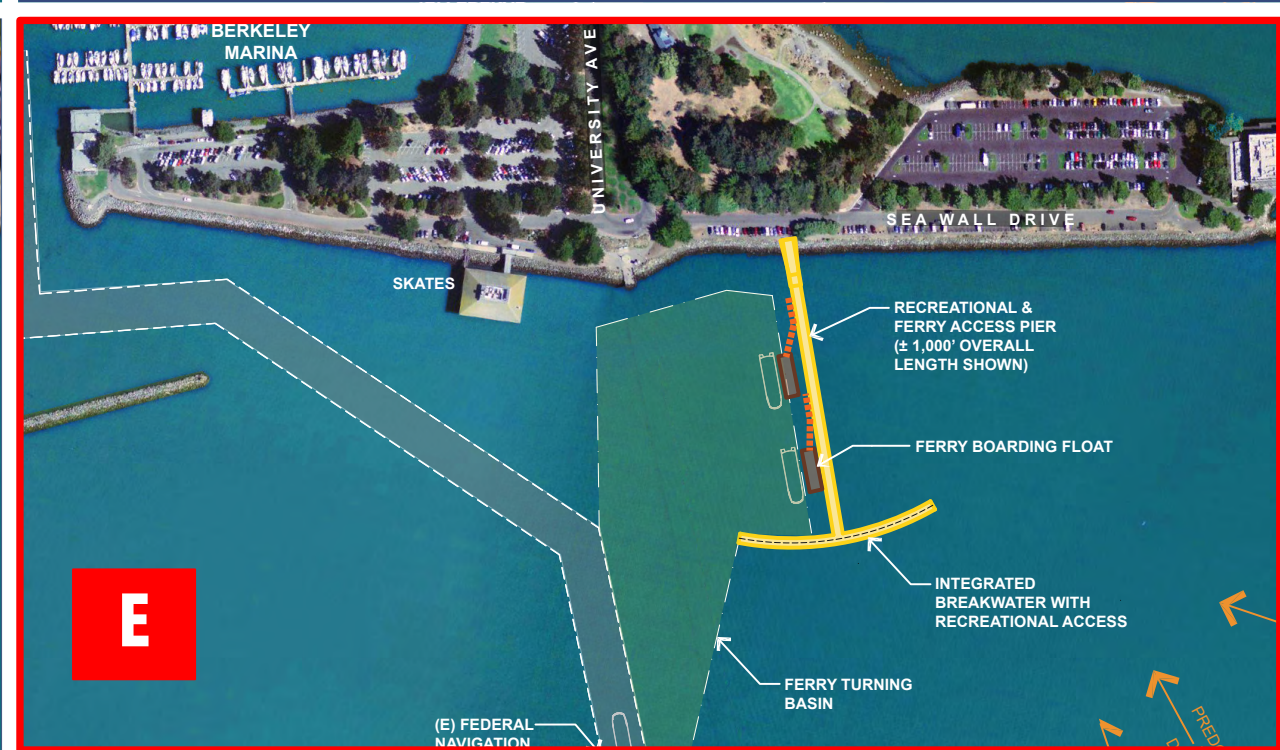 BERKELEY
MARINA
UNIVERSITY AVE
SEA WALL DRIVE
SKATES
RECREATIONAL &
FERRY ACCESS PIER
(± 1,000' OVERALL
LENGTH SHOWN)
FERRY BOARDING FLOAT
INTEGRATED
BREAKWATER WITH
RECREATIONAL ACCESS
E
FERRY TURNING
BASIN
(E) FEDERAL
NAVIGATION